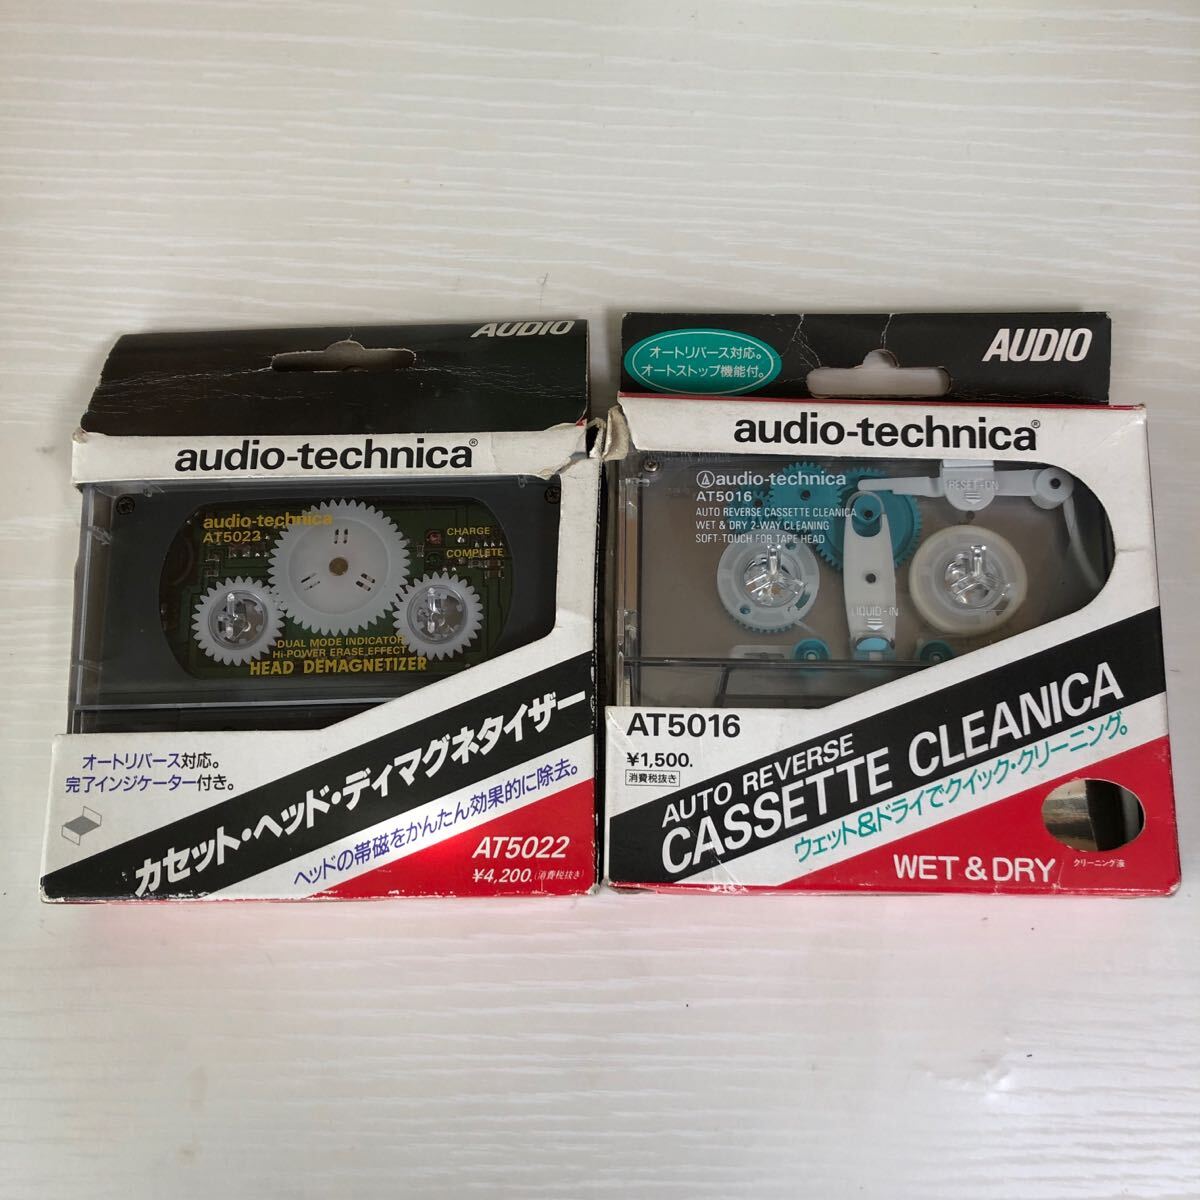 AUDIO
audio-technica®
audio-technica
AT5022
CHARGE
COMPLETE
DUAL MODE INDICATOR
Hi-POWER ERASE EFFECT
HEAD DEMAGNETIZER
オートリバース対応。
完了インジケーター付き。
カセット・ヘッド・ディマグネタイザー
ヘッドの帯磁をかんたん効果的に除去。
AT5022
¥4,200.(消費税抜き)
オートリバース対応。
オートストップ機能付。
AUDIO
audio-technica®
audio-technica
AT5016
AUTO REVERSE CASSETTE CLEANICA
WET & DRY 2-WAY CLEANING
SOFT-TOUCH FOR TAPE HEAD
RESET-ON
LIQUID-IN
AT5016
¥1,500.
消費税抜き
AUTO REVERSE
CASSETTE CLEANICA
ウェット&ドライでクイック・クリーニング。
WET & DRY
クリーニング液